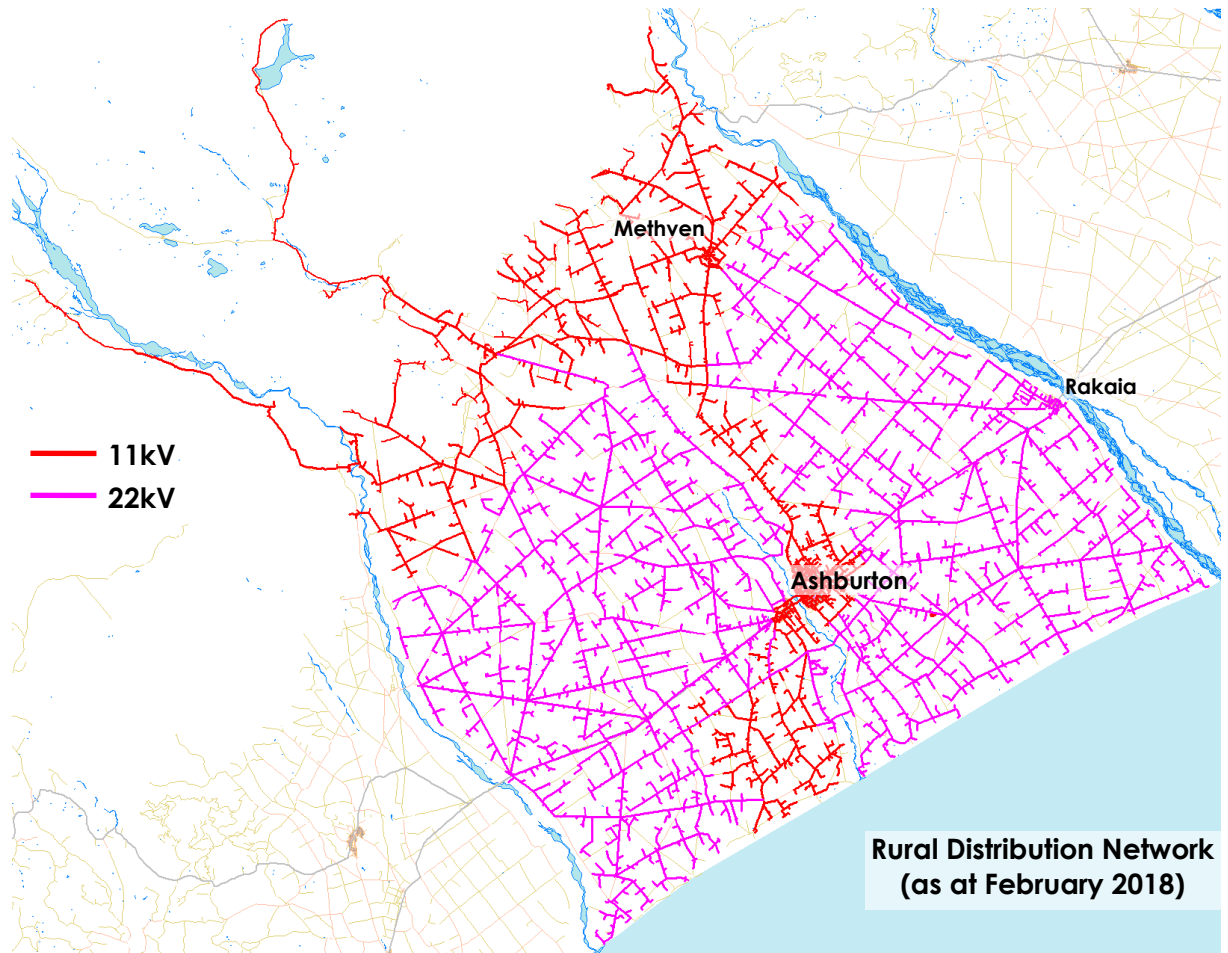 Methven
Rakaia
11kV
22kV
Ashburton
Rural Distribution Network
(as at February 2018)